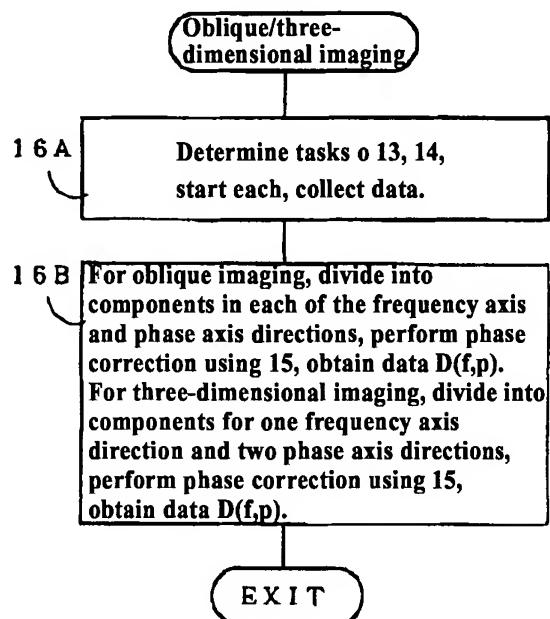 Oblique/three-
dimensional imaging
16A
Determine tasks o 13, 14,
start each, collect data.
16B
For oblique imaging, divide into
components in each of the frequency axis
and phase axis directions, perform phase
correction using 15, obtain data D(f,p).
For three-dimensional imaging, divide into
components for one frequency axis
direction and two phase axis directions,
perform phase correction using 15,
obtain data D(f,p).
EXIT